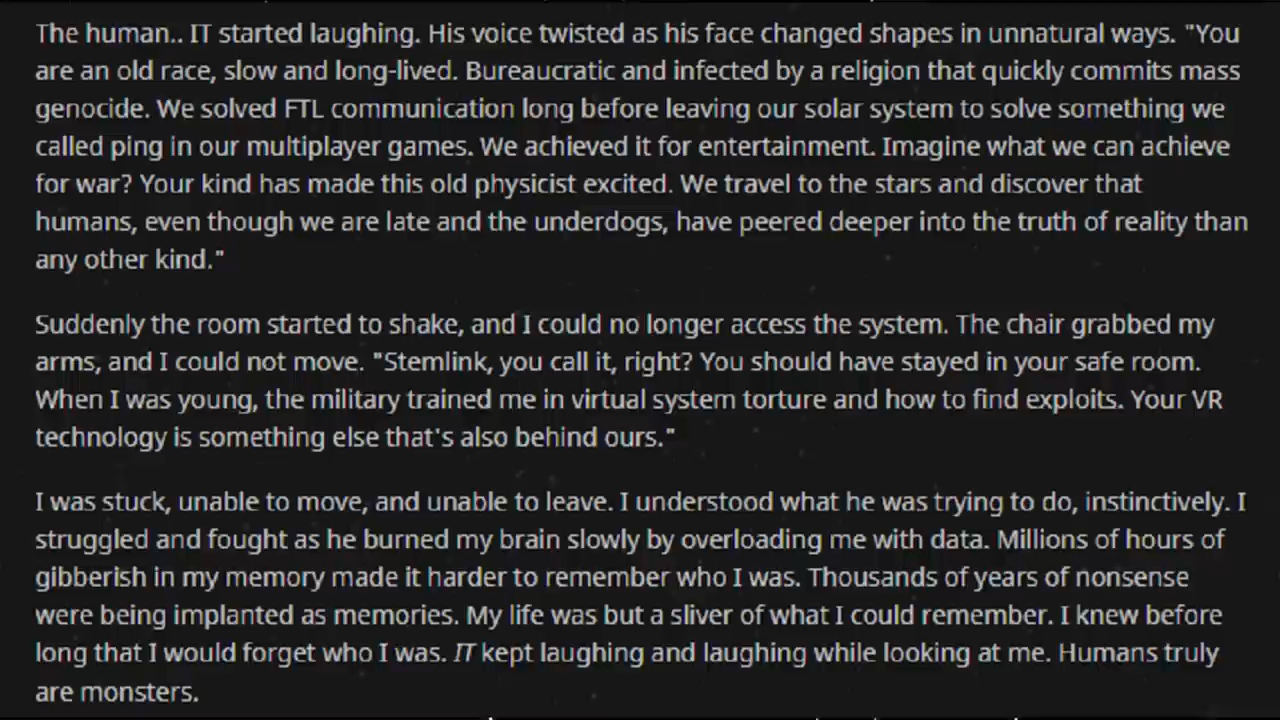 The human.. IT started laughing. His voice twisted as his face changed shapes in unnatural ways. "You
are an old race, slow and long-lived. Bureaucratic and infected by a religion that quickly commits mass
genocide. We solved FTL communication long before leaving our solar system to solve something we
called ping in our multiplayer games. We achieved it for entertainment. Imagine what we can achieve
for war? Your kind has made this old physicist excited. We travel to the stars and discover that
humans, even though we are late and the underdogs, have peered deeper into the truth of reality than
any other kind."
Suddenly the room started to shake, and I could no longer access the system. The chair grabbed my
arms, and I could not move. "Stemlink, you call it, right? You should have stayed in your safe room.
When I was young, the military trained me in virtual system torture and how to find exploits. Your VR
technology is something else that's also behind ours."
I was stuck, unable to move, and unable to leave. I understood what he was trying to do, instinctively. I
struggled and fought as he burned my brain slowly by overloading me with data. Millions of hours of
gibberish in my memory made it harder to remember who I was. Thousands of years of nonsense
were being implanted as memories. My life was but a sliver of what I could remember. I knew before
long that I would forget who I was. IT kept laughing and laughing while looking at me. Humans truly
are monsters.